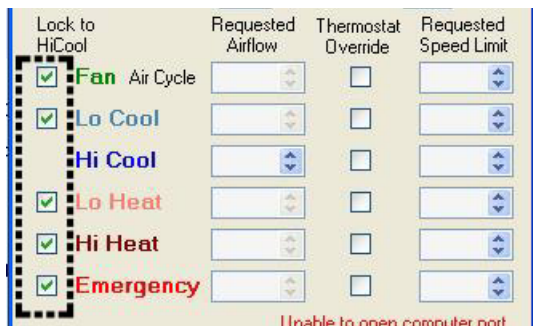 Lock to Requested Thermostat Requested
HiCool Airflow Override Speed Limit
Fan Air Cycle
Lo Cool
Hi Cool
Lo Heat
Hi Heat
Emergency
Unable to open computer port